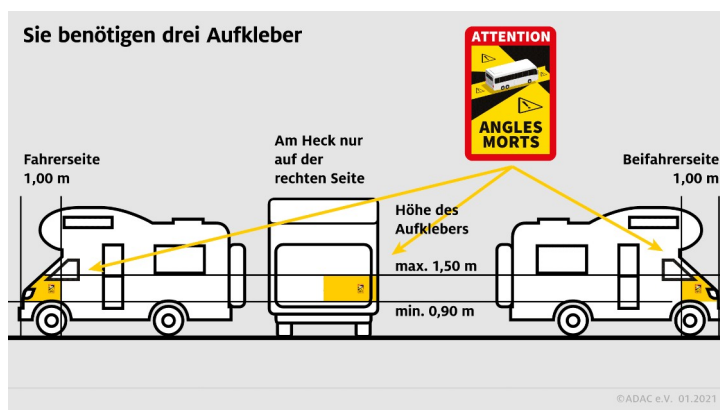 Sie benötigen drei Aufkleber
ATTENTION
ANGLES
MORTS
Fahrerseite
1,00 m
Am Heck nur
auf der
rechten Seite
Beifahrerseite
1,00 m
Höhe des
Aufklebers
max. 1,50 m
min. 0,90 m
©ADAC e.V. 01.2021